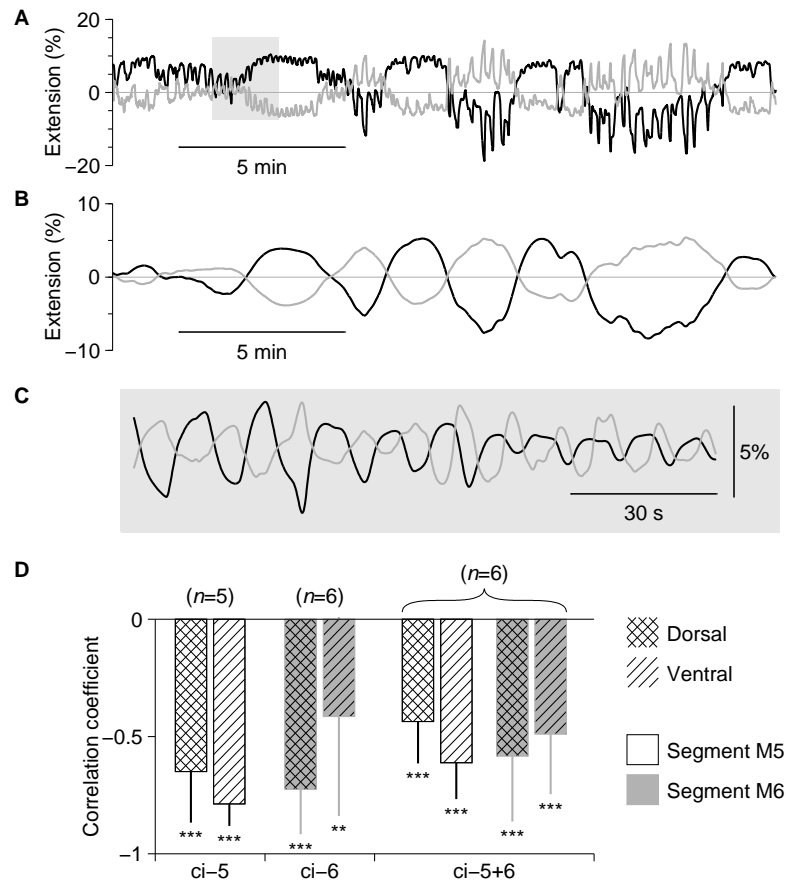 A
Extension (%)
20
0
−20
5 min
B
Extension (%)
10
0
−10
5 min
C
5%
30 s
D
(n=5)
(n=6)
(n=6)
Correlation coefficient
0
−0.5
−1
***
***
***
**
***
***
***
***
ci−5
ci−6
ci−5+6
Dorsal
Ventral
Segment M5
Segment M6